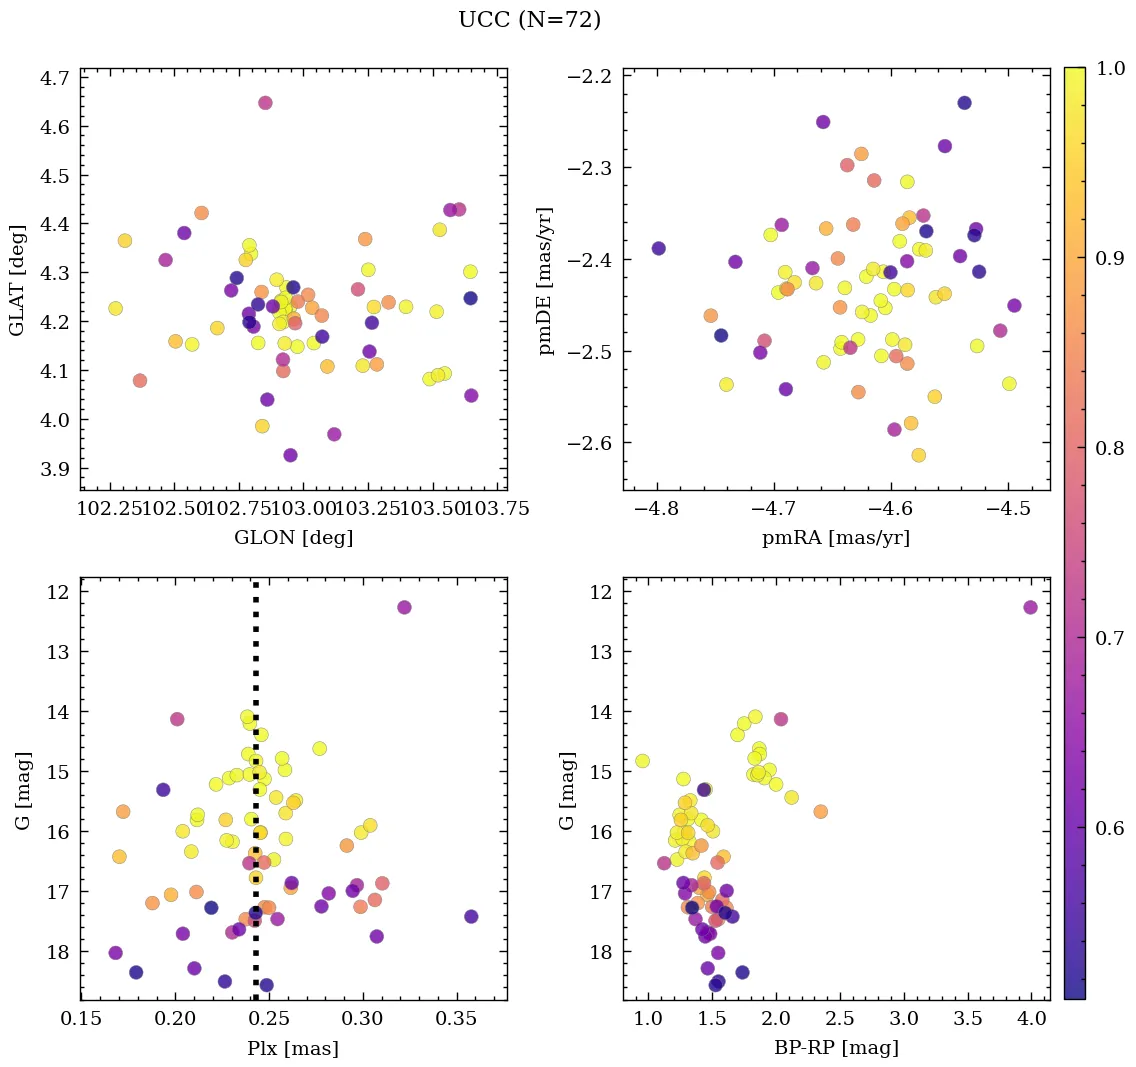 UCC (N=72)
4.7
4.6
4.5
4.4
4.3
4.2
4.1
4.0
3.9
GLAT [deg]
102.25 102.50 102.75 103.00 103.25 103.50 103.75
GLON [deg]
−2.2
−2.3
−2.4
−2.5
−2.6
pmDE [mas/yr]
−4.8 −4.7 −4.6 −4.5
pmRA [mas/yr]
12
13
14
15
16
17
18
G [mag]
0.15 0.20 0.25 0.30 0.35
Plx [mas]
12
13
14
15
16
17
18
G [mag]
1.0 1.5 2.0 2.5 3.0 3.5 4.0
BP-RP [mag]
1.0
0.9
0.8
0.7
0.6